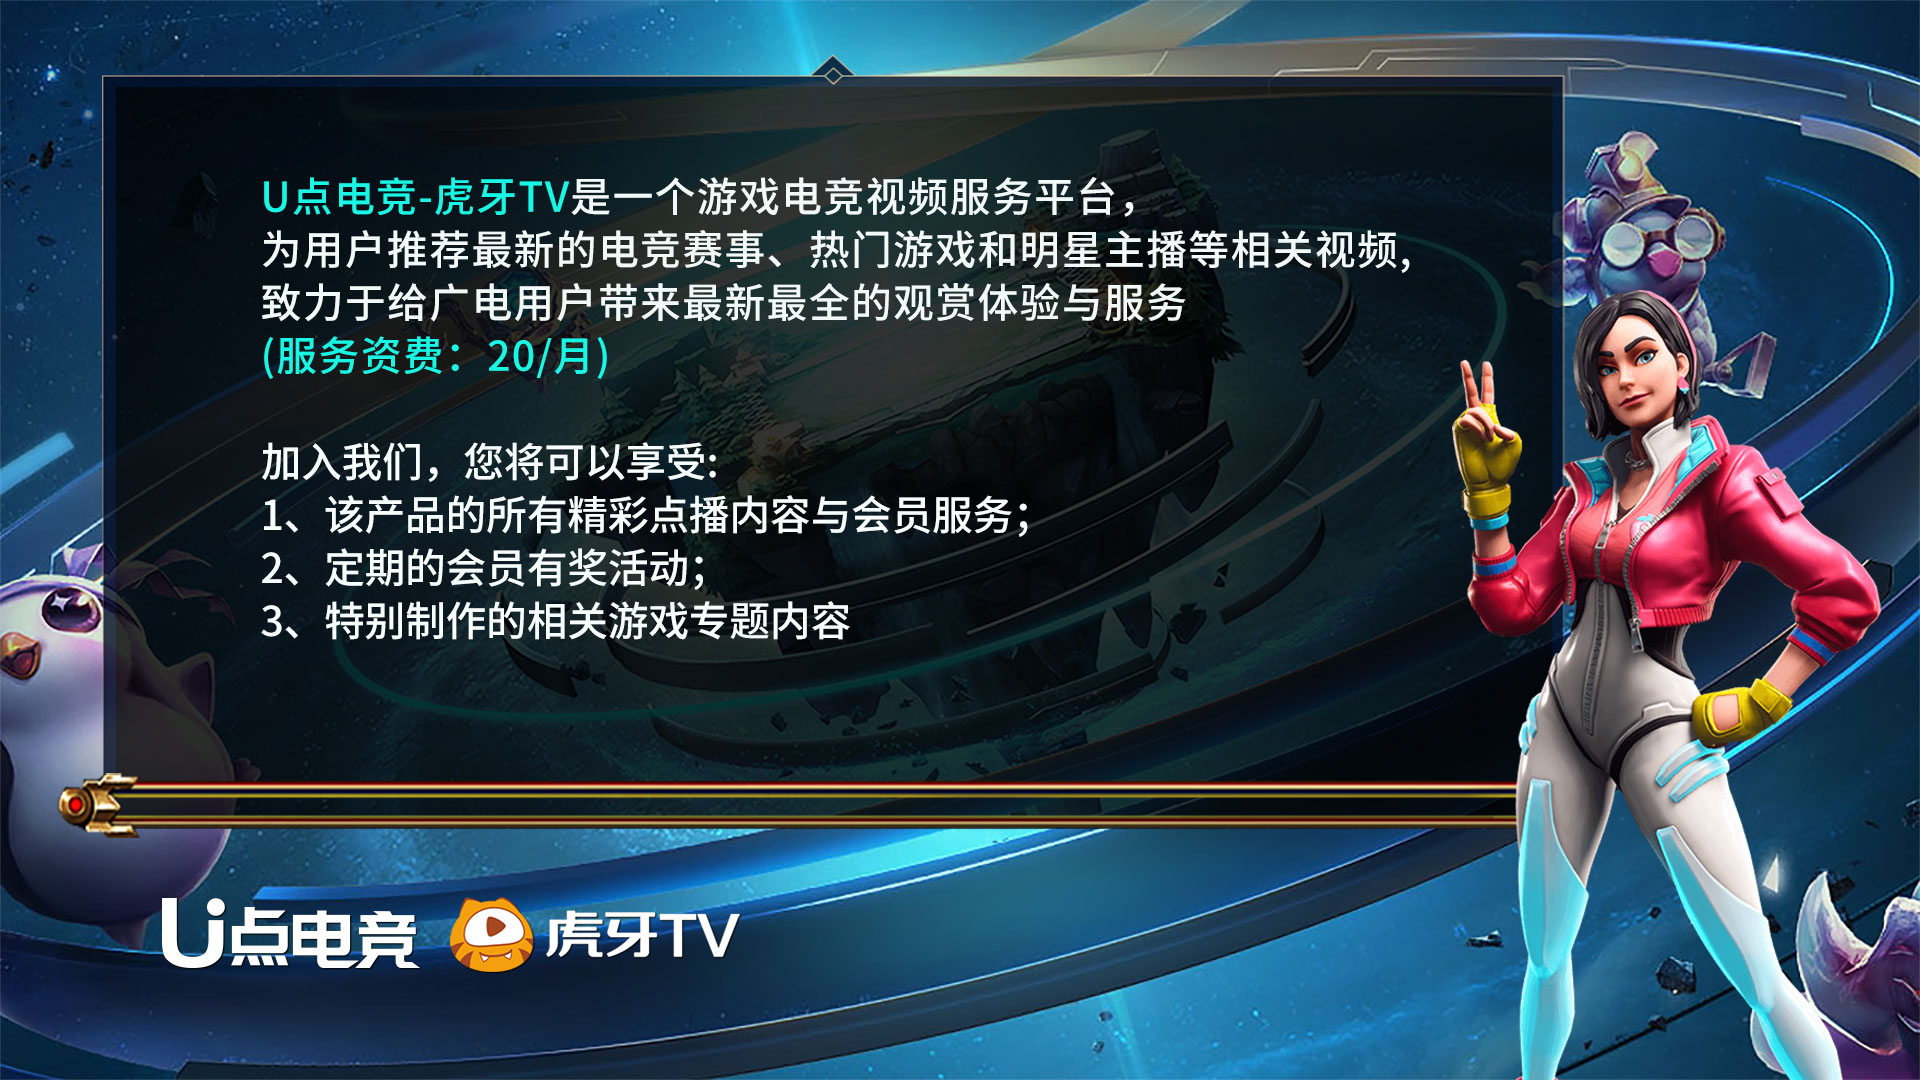 U点电竞-虎牙TV是一个游戏电竞视频服务平台，
为用户推荐最新的电竞赛事、热门游戏和明星主播等相关视频,
致力于给广电用户带来最新最全的观赏体验与服务
(服务资费：20/月)
加入我们，您将可以享受:
1、该产品的所有精彩点播内容与会员服务；
2、定期的会员有奖活动；
3、特别制作的相关游戏专题内容
U点电竞 虎牙TV